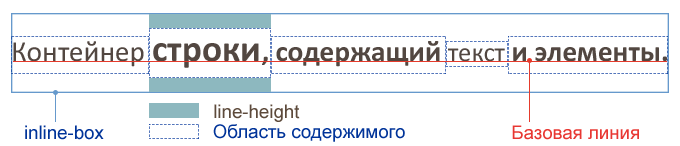 Контейнер строки, содержащий текст и элементы.
line-height
inline-box
Область содержимого
Базовая линия